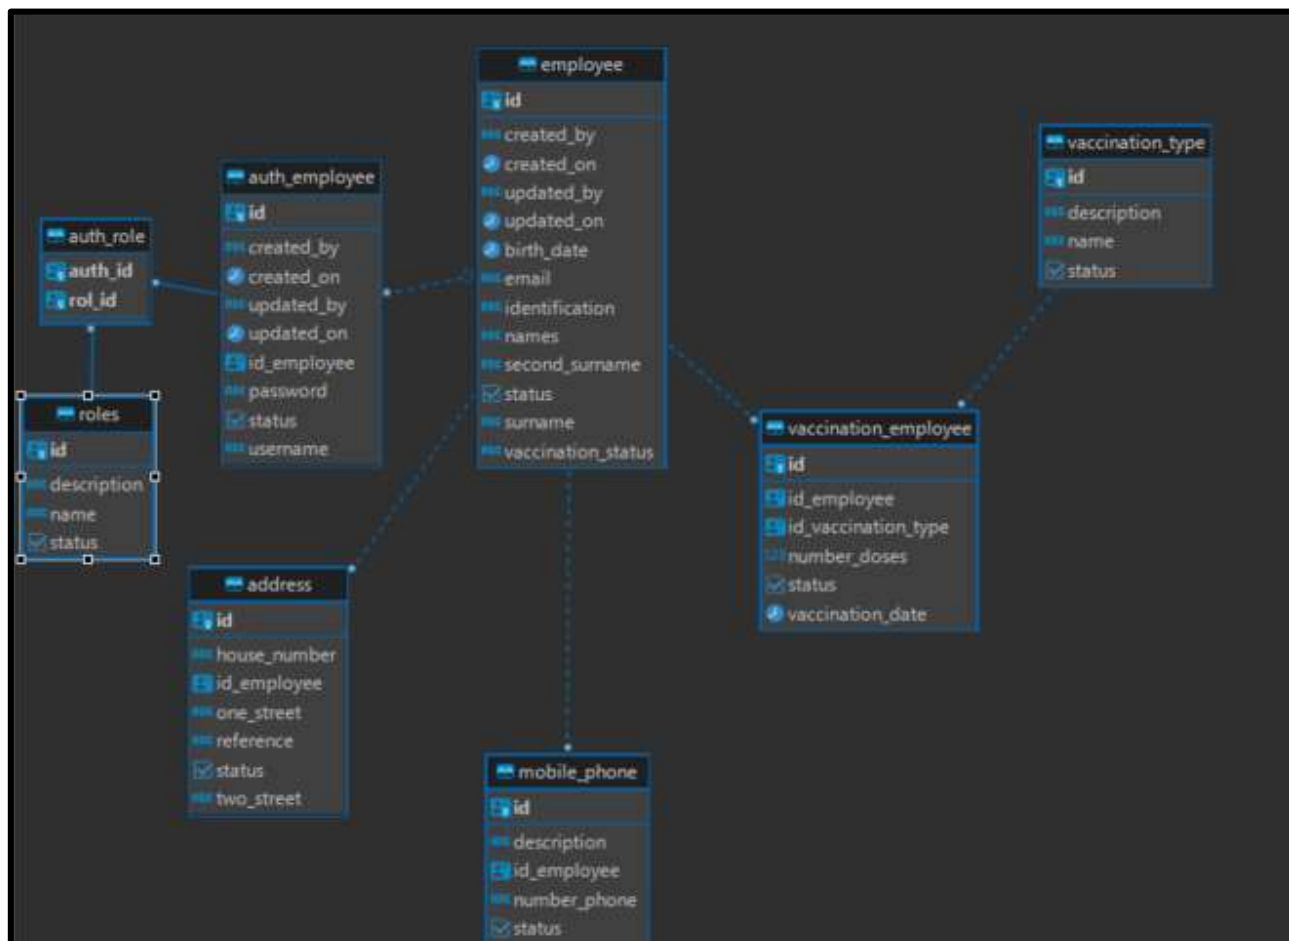 employee
id
created_by
created_on
updated_by
updated_on
birth_date
email
identification
names
second_surname
status
surname
vaccination_status
vaccination_type
id
description
name
status
auth_employee
id
created_by
created_on
updated_by
updated_on
id_employee
password
status
username
auth_role
auth_id
rol_id
roles
id
description
name
status
vaccination_employee
id
id_employee
id_vaccination_type
number_doses
status
vaccination_date
address
id
house_number
id_employee
one_street
reference
status
two_street
mobile_phone
id
description
id_employee
number_phone
status